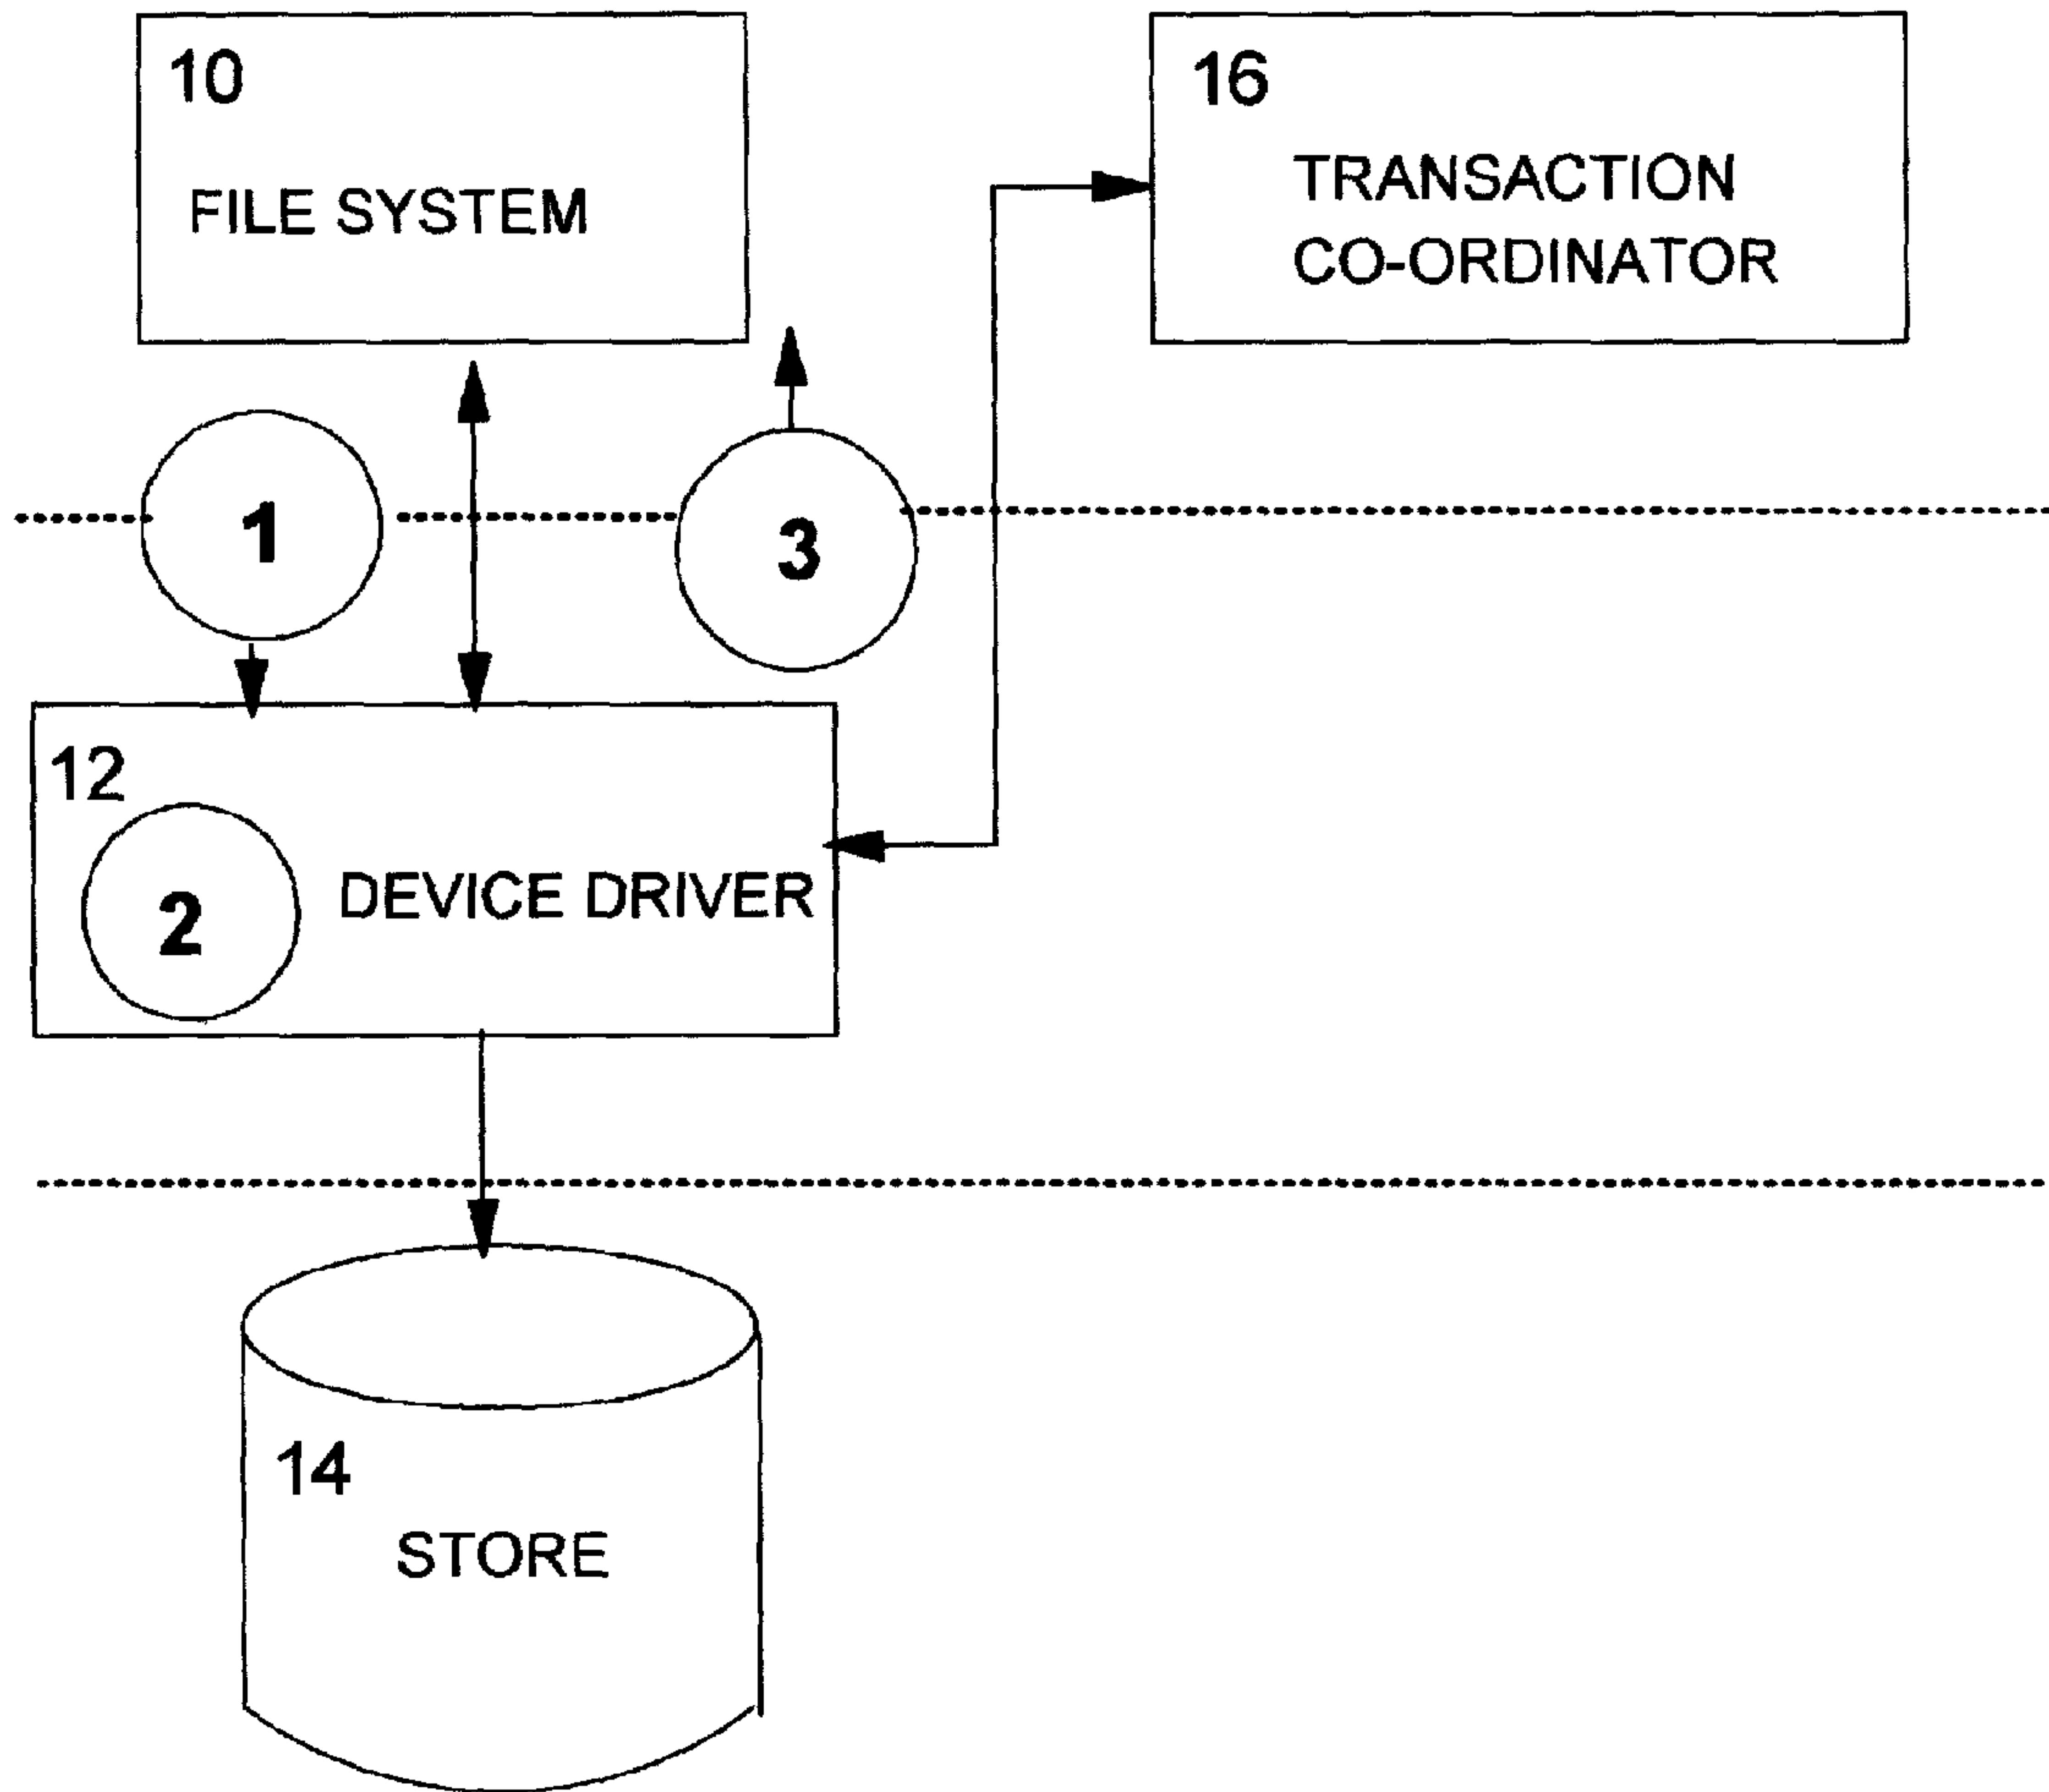 10
FILE SYSTEM
16
TRANSACTION
CO-ORDINATOR
1
3
12
2
DEVICE DRIVER
14
STORE